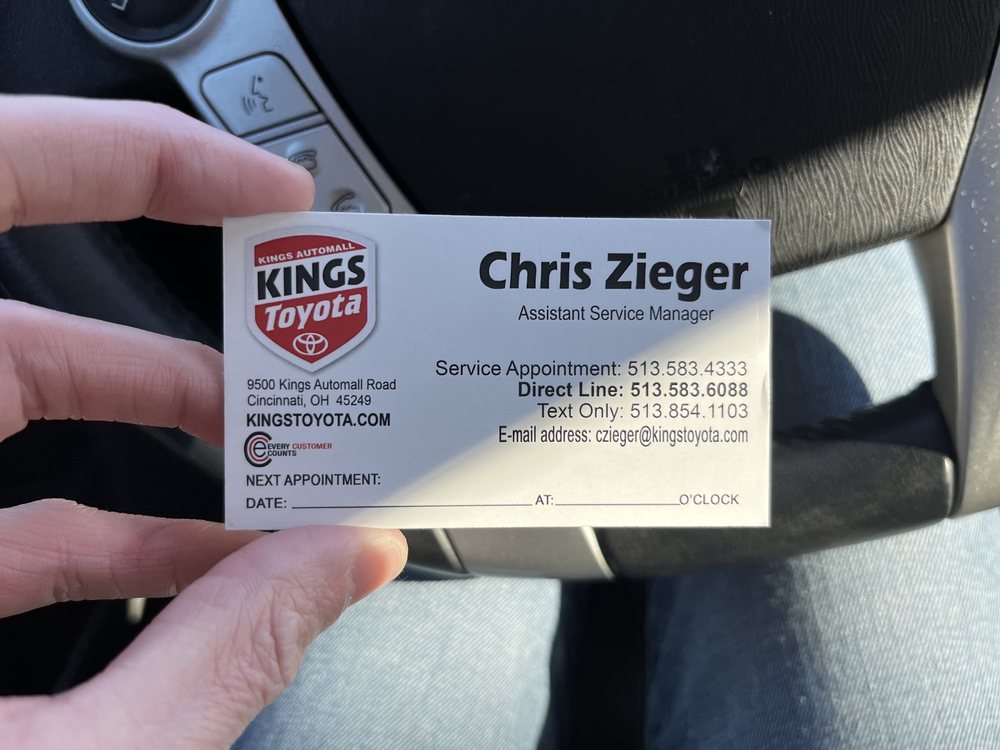 KINGS AUTOMALL
KINGS
Toyota
9500 Kings Automall Road
Cincinnati, OH 45249
KINGSTOYOTA.COM
EVERY CUSTOMER
COUNTS
Chris Zieger
Assistant Service Manager
Service Appointment: 513.583.4333
Direct Line: 513.583.6088
Text Only: 513.854.1103
E-mail address: czieger@kingstoyota.com
NEXT APPOINTMENT:
DATE: ______________________ AT:______________O'CLOCK